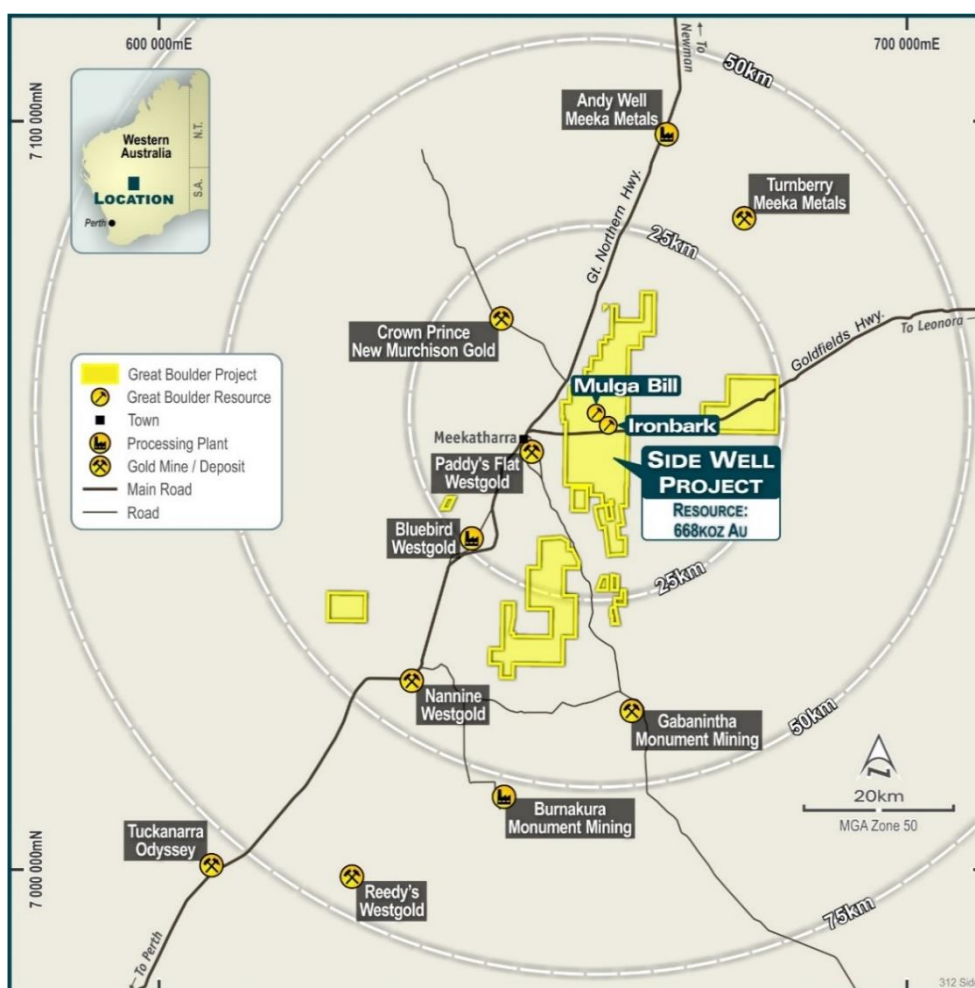 600 000mE
700 000mE
7 100 000mN
7 000 000mN
← To
Newman
50km
Andy Well
Meeka Metals
Turnberry
Meeka Metals
Gt. Northern Hwy.
25km
Western
Australia
N.T.
S.A.
LOCATION
Perth
Crown Prince
New Murchison Gold
Goldfields Hwy.
To Leonora →
Great Boulder Project
Great Boulder Resource
Town
Processing Plant
Gold Mine / Deposit
Main Road
Road
Mulga Bill
Ironbark
Meekatharra
Paddy's Flat
Westgold
SIDE WELL
PROJECT
RESOURCE:
668KOZ AU
Bluebird
Westgold
25km
Nannine
Westgold
Gabanintha
Monument Mining
50km
N
20km
MGA Zone 50
Burnakura
Monument Mining
Tuckanarra
Odyssey
Reedy's
Westgold
75km
← To Perth
312 Side